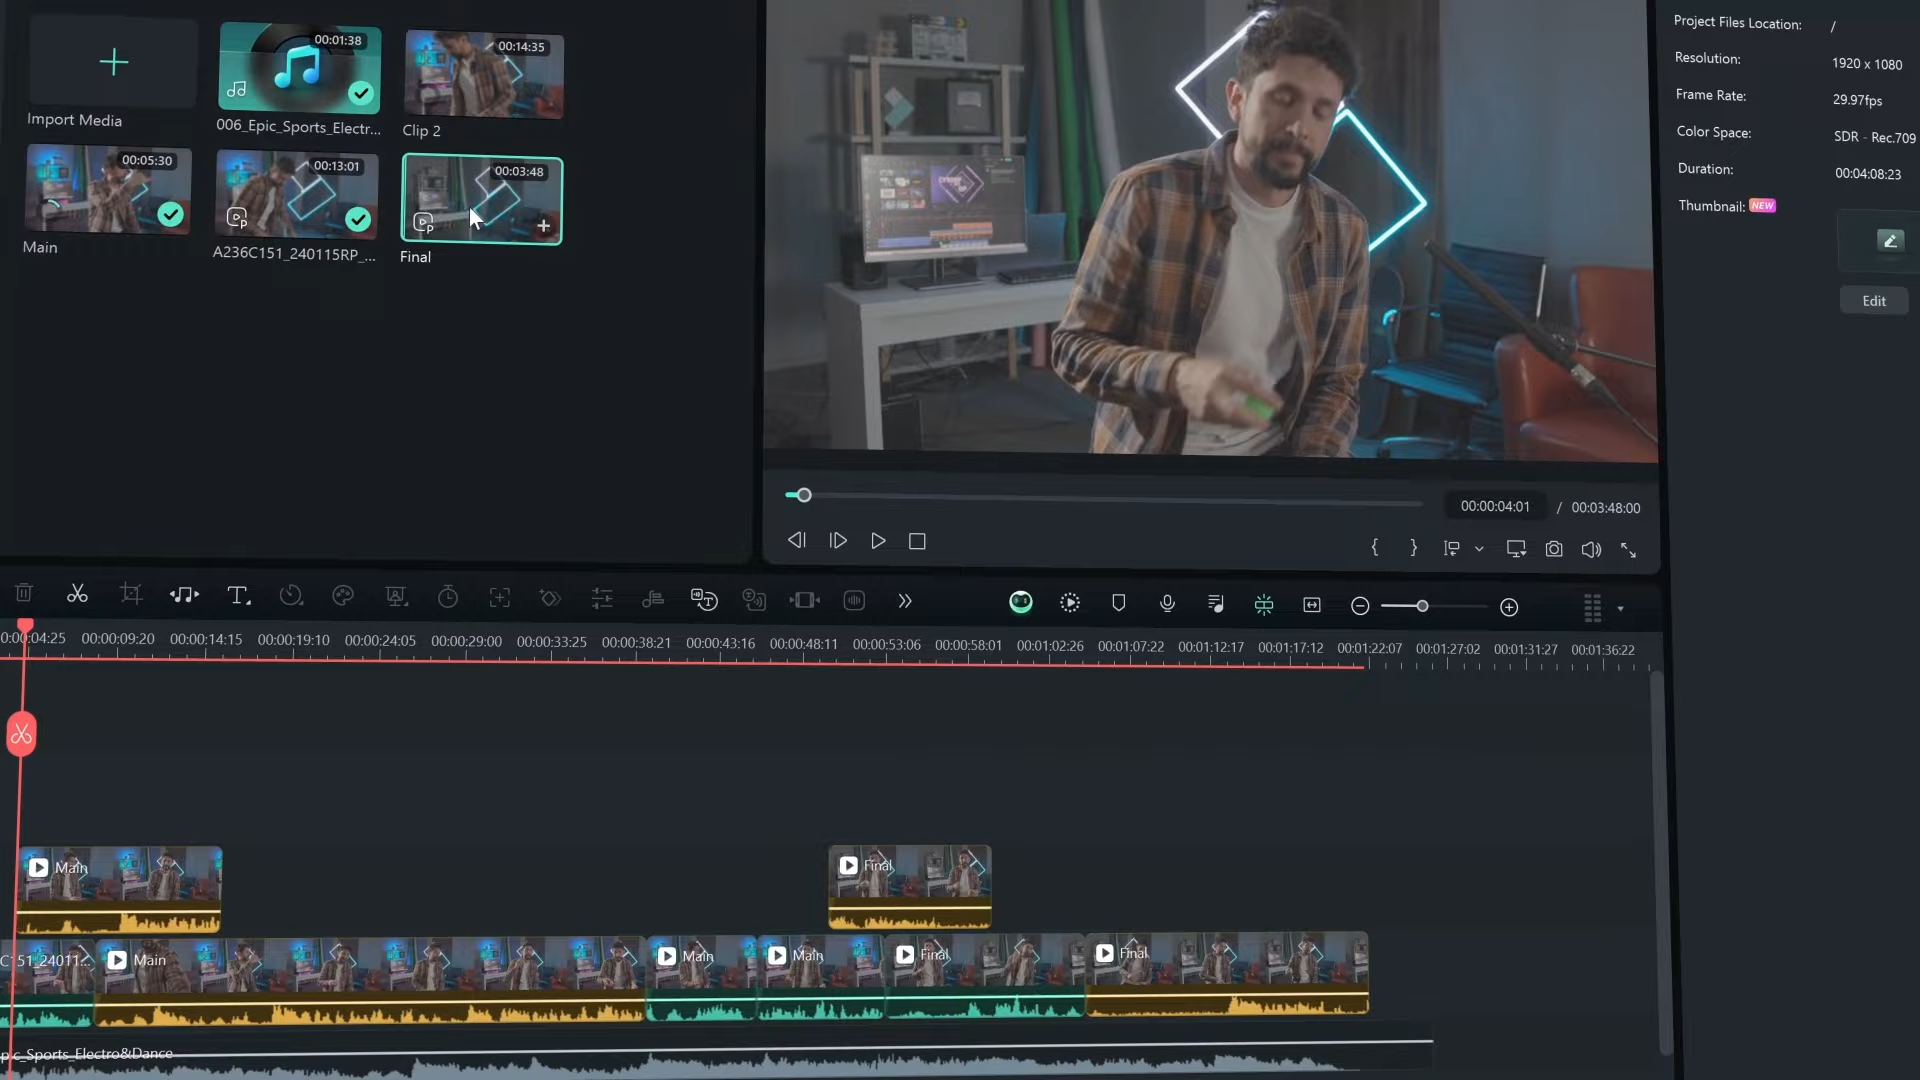 00:01:38
00:14:35
Import Media
006_Epic_Sports_Electr...
Clip 2
00:05:30
00:13:01
00:03:48
Main
A236C151_240115RP_...
Final
Project Files Location: /
Resolution: 1920 x 1080
Frame Rate: 29.97fps
Color Space: SDR - Rec.709
Duration: 00:04:08:23
Thumbnail: NEW
Edit
00:00:04:01 / 00:03:48:00
0:00:04:25 00:00:09:20 00:00:14:15 00:00:19:10 00:00:24:05 00:00:29:00 00:00:33:25 00:00:38:21 00:00:43:16 00:00:48:11 00:00:53:06 00:00:58:01 00:01:02:26 00:01:07:22 00:01:12:17 00:01:17:12 00:01:22:07 00:01:27:02 00:01:31:27 00:01:36:22
Main
Final
C151_24011...
Main
Main
Main
Final
Final
pic_Sports_Electro&Dance